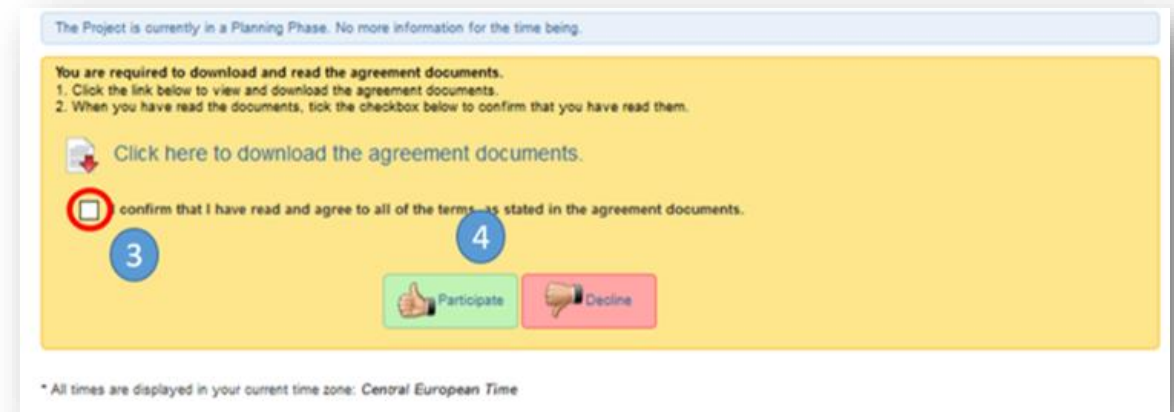 The Project is currently in a Planning Phase. No more information for the time being.
You are required to download and read the agreement documents.
1. Click the link below to view and download the agreement documents.
2. When you have read the documents, tick the checkbox below to confirm that you have read them.
Click here to download the agreement documents.
confirm that I have read and agree to all of the terms, as stated in the agreement documents.
3
4
Participate
Decline
* All times are displayed in your current time zone: Central European Time